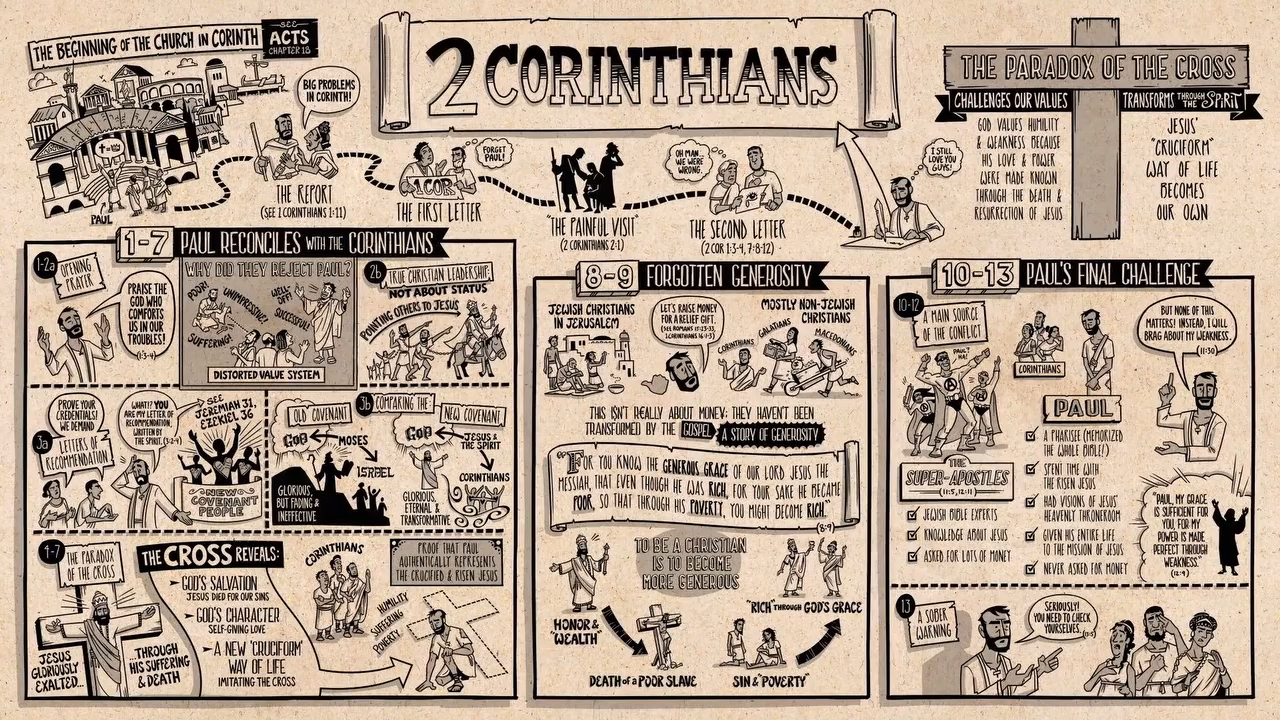 THE BEGINNING OF THE CHURCH IN CORINTH
SEE
ACTS
CHAPTER 18
PAUL
BIG PROBLEMS
IN CORINTH!
THE REPORT
(SEE 1 CORINTHIANS 1:11)
1 COR
THE FIRST LETTER
FORGET
PAUL!
2 CORINTHIANS
"THE PAINFUL VISIT"
(2 CORINTHIANS 2:1)
OH MAN...
WE WERE
WRONG.
THE SECOND LETTER
(2 COR 1:3-4, 7:8-12)
I STILL
LOVE YOU
GUYS!
THE PARADOX OF THE CROSS
CHALLENGES OUR VALUES
GOD VALUES HUMILITY
& WEAKNESS BECAUSE
HIS LOVE & POWER
WERE MADE KNOWN
THROUGH THE DEATH &
RESURRECTION OF JESUS
TRANSFORMS THROUGH THE SPIRIT
JESUS'
"CRUCIFORM"
WAY OF LIFE
BECOMES
OUR OWN
1-7 PAUL RECONCILES WITH THE CORINTHIANS
1-2a
OPENING
PRAYER
PRAISE THE
GOD WHO
COMFORTS
US IN OUR
TROUBLES!
(1:3-4)
WHY DID THEY REJECT PAUL?
POOR!
UNIMPRESSIVE!
SUFFERING!
WELL-
OFF!
SUCCESSFUL!
DISTORTED VALUE SYSTEM
2b
TRUE CHRISTIAN LEADERSHIP:
NOT ABOUT STATUS
POINTING OTHERS TO JESUS
3a
PROVE YOUR
CREDENTIALS!
WE DEMAND
LETTERS OF
RECOMMENDATION!
WHAT!? YOU
ARE MY LETTER OF
RECOMMENDATION,
WRITTEN BY
THE SPIRIT. (3:2-4)
SEE
JEREMIAH 31,
EZEKIEL 36
NEW
COVENANT
PEOPLE
3b
COMPARING THE:
OLD COVENANT
GOD
MOSES
ISRAEL
GLORIOUS,
BUT FADING &
INEFFECTIVE
NEW COVENANT
GOD
JESUS &
THE SPIRIT
CORINTHIANS
GLORIOUS,
ETERNAL &
TRANSFORMATIVE
1-7
THE PARADOX
OF THE CROSS
JESUS
GLORIOUSLY
EXALTED...
...THROUGH
HIS SUFFERING
& DEATH
THE CROSS REVEALS:
GOD'S SALVATION
JESUS DIED FOR OUR SINS
GOD'S CHARACTER
SELF-GIVING LOVE
A NEW 'CRUCIFORM'
WAY OF LIFE
IMITATING THE CROSS
CORINTHIANS
PROOF THAT PAUL
AUTHENTICALLY REPRESENTS
THE CRUCIFIED & RISEN JESUS
HUMILITY
SUFFERING
POVERTY
8-9 FORGOTTEN GENEROSITY
JEWISH CHRISTIANS
IN JERUSALEM
LET'S RAISE MONEY
FOR A RELIEF GIFT.
(SEE ROMANS 15:23-33,
1 CORINTHIANS 16:1-3)
MOSTLY NON-JEWISH
CHRISTIANS
CORINTHIANS
GALATIANS
MACEDONIANS
THIS ISN'T REALLY ABOUT MONEY: THEY HAVEN'T BEEN
TRANSFORMED BY THE GOSPEL A STORY OF GENEROSITY
"FOR YOU KNOW THE GENEROUS GRACE OF OUR LORD JESUS THE
MESSIAH, THAT EVEN THOUGH HE WAS RICH, FOR YOUR SAKE HE BECAME
POOR, SO THAT THROUGH HIS POVERTY, YOU MIGHT BECOME RICH."
(8:9)
TO BE A CHRISTIAN
IS TO BECOME
MORE GENEROUS
HONOR &
"WEALTH"
DEATH of a POOR SLAVE
SIN & "POVERTY"
"RICH" THROUGH GOD'S GRACE
10-13 PAUL'S FINAL CHALLENGE
10-12
A MAIN SOURCE
OF THE CONFLICT
PAUL?
HA!
THE
SUPER-APOSTLES
(11:5, 12:11)
JEWISH BIBLE EXPERTS
KNOWLEDGE ABOUT JESUS
ASKED FOR LOTS OF MONEY
CORINTHIANS
PAUL
A PHARISEE (MEMORIZED
THE WHOLE BIBLE!)
SPENT TIME WITH
THE RISEN JESUS
HAD VISIONS OF JESUS'
HEAVENLY THRONEROOM
GIVEN HIS ENTIRE LIFE
TO THE MISSION OF JESUS
NEVER ASKED FOR MONEY
BUT NONE OF THIS
MATTERS! INSTEAD, I WILL
BRAG ABOUT MY WEAKNESS.
(11:30)
"PAUL, MY GRACE
IS SUFFICIENT FOR
YOU, FOR MY
POWER IS MADE
PERFECT THROUGH
WEAKNESS."
(12:9)
13
A SOBER
WARNING
SERIOUSLY!
YOU NEED TO CHECK
YOURSELVES.
(13:5)